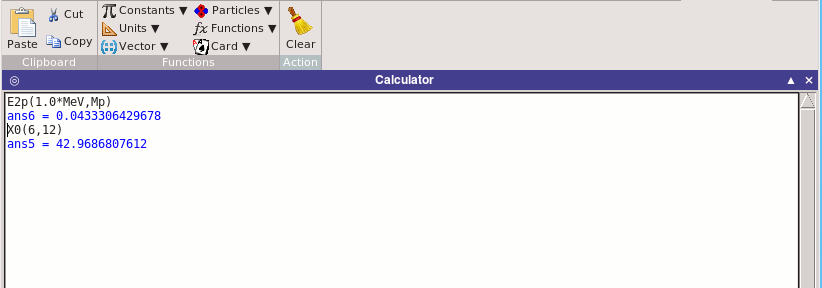 Paste
Cut
Copy
Clipboard
Constants ▼
Particles ▼
Units ▼
fx Functions ▼
Vector ▼
Card ▼
Functions
Clear
Action
Calculator
E2p(1.0*MeV,Mp)
ans6 = 0.0433306429678
X0(6,12)
ans5 = 42.9686807612